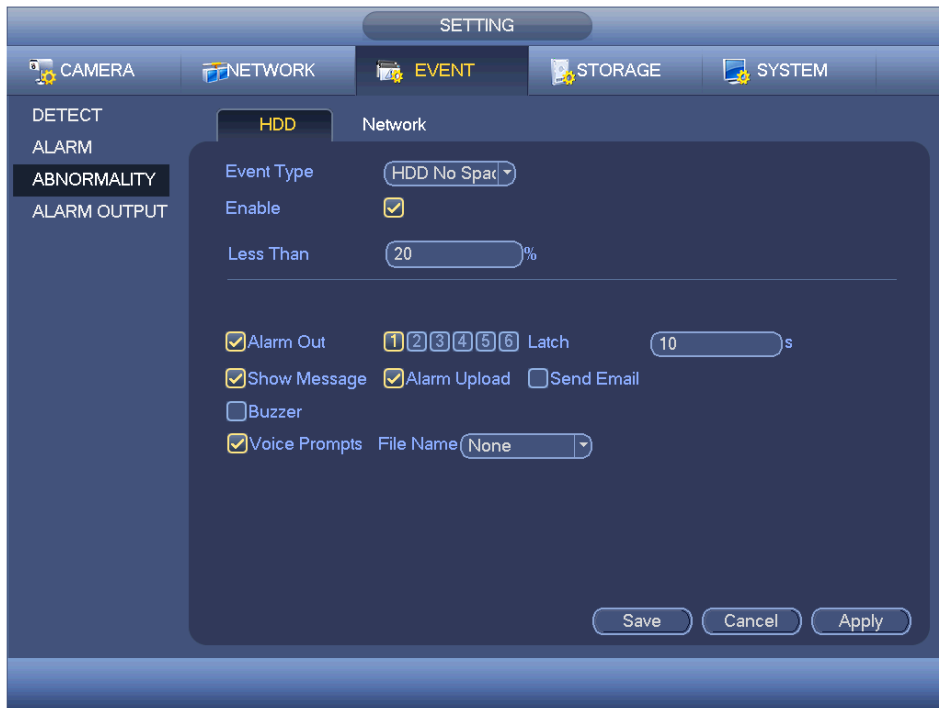 SETTING
CAMERA NETWORK EVENT STORAGE SYSTEM
DETECT
ALARM
ABNORMALITY
ALARM OUTPUT
HDD Network
Event Type HDD No Spac
Enable
Less Than 20 %
Alarm Out 1 2 3 4 5 6 Latch 10 s
Show Message Alarm Upload Send Email
Buzzer
Voice Prompts File Name None
Save Cancel Apply